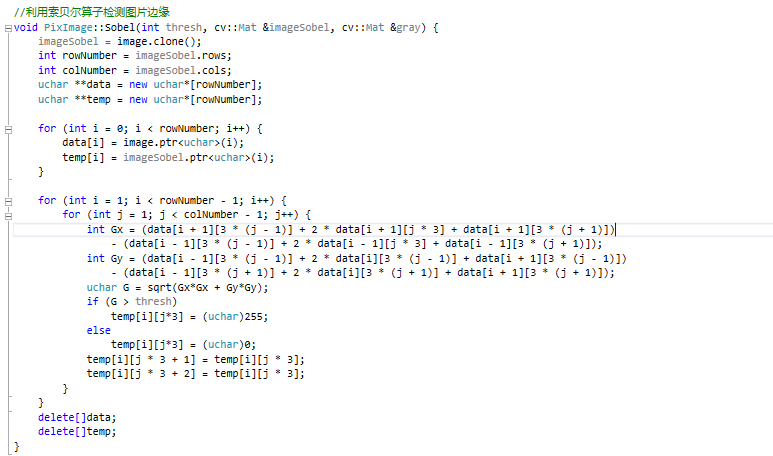 //利用索贝尔算子检测图片边缘
void PixImage::Sobel(int thresh, cv::Mat &imageSobel, cv::Mat &gray) {
    imageSobel = image.clone();
    int rowNumber = imageSobel.rows;
    int colNumber = imageSobel.cols;
    uchar **data = new uchar*[rowNumber];
    uchar **temp = new uchar*[rowNumber];

    for (int i = 0; i < rowNumber; i++) {
        data[i] = image.ptr<uchar>(i);
        temp[i] = imageSobel.ptr<uchar>(i);
    }

    for (int i = 1; i < rowNumber - 1; i++) {
        for (int j = 1; j < colNumber - 1; j++) {
            int Gx = (data[i + 1][3 * (j - 1)] + 2 * data[i + 1][j * 3] + data[i + 1][3 * (j + 1)])
                - (data[i - 1][3 * (j - 1)] + 2 * data[i - 1][j * 3] + data[i - 1][3 * (j + 1)]);
            int Gy = (data[i - 1][3 * (j - 1)] + 2 * data[i][3 * (j - 1)] + data[i + 1][3 * (j - 1)])
                - (data[i - 1][3 * (j + 1)] + 2 * data[i][3 * (j + 1)] + data[i + 1][3 * (j + 1)]);
            uchar G = sqrt(Gx*Gx + Gy*Gy);
            if (G > thresh)
                temp[i][j*3] = (uchar)255;
            else
                temp[i][j*3] = (uchar)0;
            temp[i][j * 3 + 1] = temp[i][j * 3];
            temp[i][j * 3 + 2] = temp[i][j * 3];
        }
    }
    delete[]data;
    delete[]temp;
}